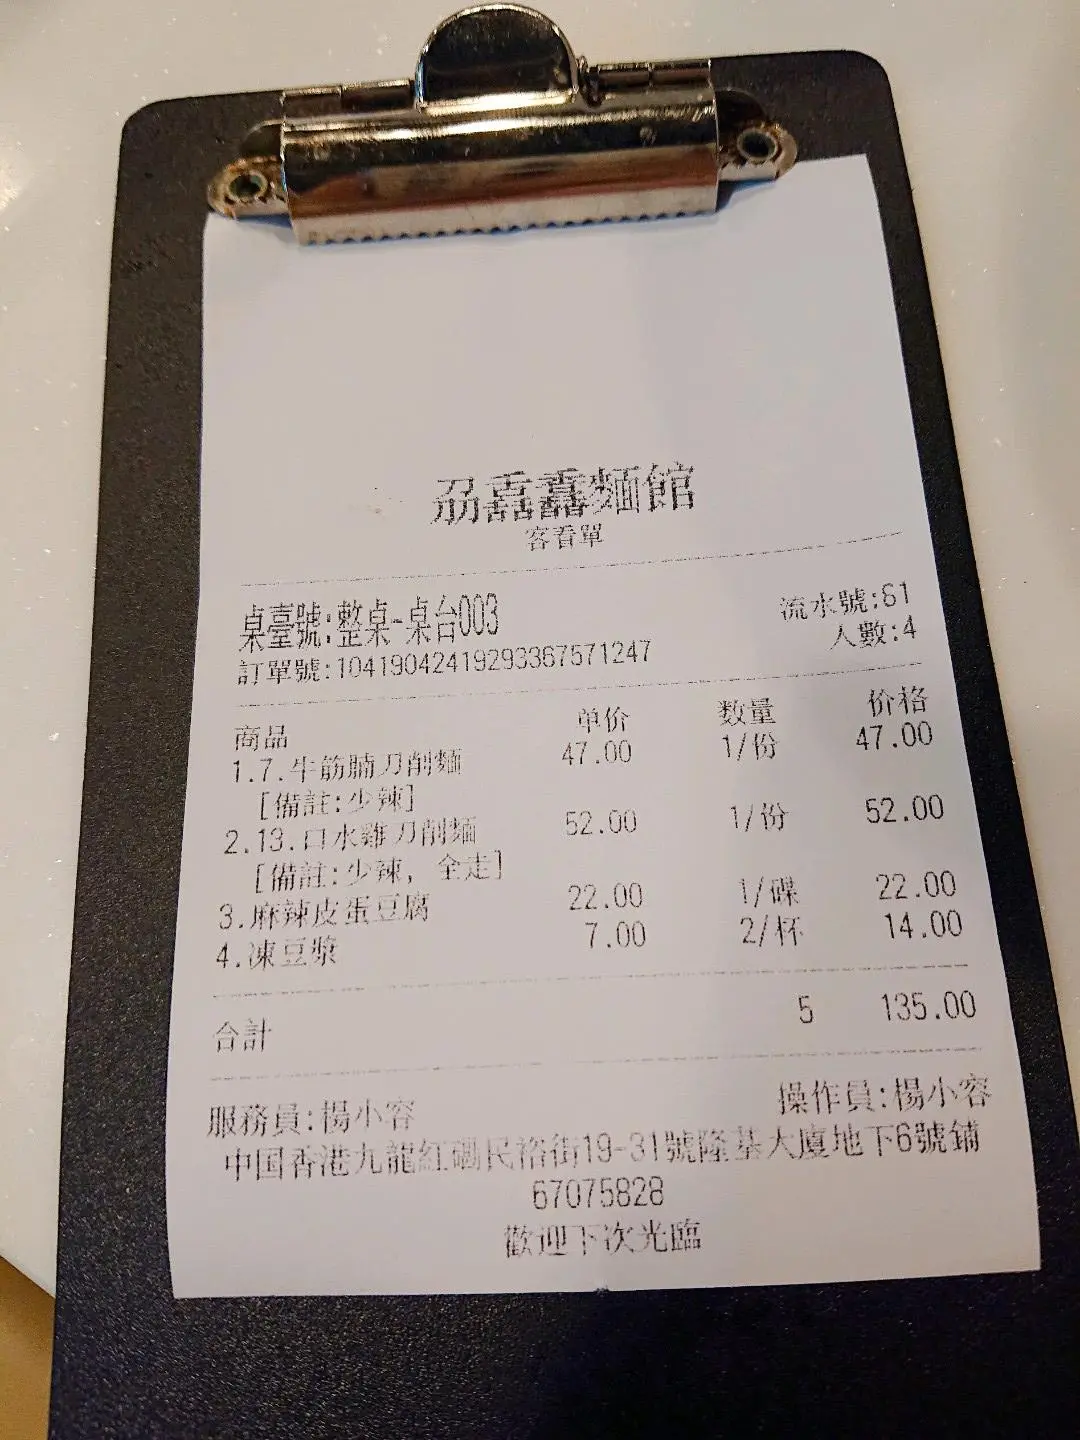 刕壵壵麵館
客看單
桌臺號:整桌-桌台003
流水號:61
訂單號:10419042419293367571247
人數:4
商品 单价 数量 价格
1.7.牛筋腩刀削麵 47.00 1/份 47.00
[備註:少辣]
2.13.口水雞刀削麵 52.00 1/份 52.00
[備註:少辣, 全走]
3.麻辣皮蛋豆腐 22.00 1/碟 22.00
4.凍豆漿 7.00 2/杯 14.00
合計 5 135.00
服務員:楊小容 操作員:楊小容
中国香港九龍紅磡民裕街19-31號隆基大廈地下6號鋪
67075828
歡迎下次光臨